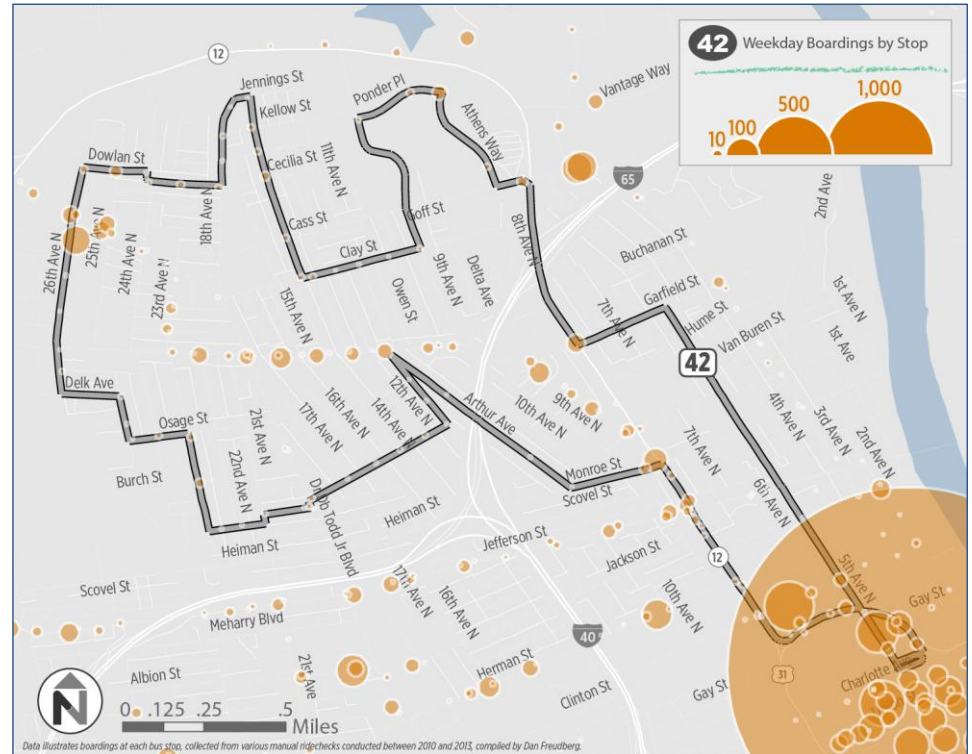 42 Weekday Boardings by Stop
10 100 500 1,000
12
Jennings St
Kellow St
Ponder Pl
Athens Way
Vantage Way
Dowlan St
11th Ave N
Cecilia St
65
2nd Ave
18th Ave N
Cass St
Goff St
8th Ave N
25th Ave N
26th Ave N
24th Ave N
23rd Ave N
Clay St
9th Ave N
Delta Ave
Buchanan St
Owen St
15th Ave N
Garfield St
7th Ave N
Hume St
Van Buren St
1st Ave N
1st Ave
42
Delk Ave
12th Ave N
14th Ave N
16th Ave N
17th Ave N
Arthur Ave
10th Ave N
9th Ave N
4th Ave N
3rd Ave N
2nd Ave N
Osage St
21st Ave N
22nd Ave N
Burch St
Monroe St
Scovel St
7th Ave N
6th Ave N
Dr Db Todd Jr Blvd
Heiman St
Heiman St
Jefferson St
Jackson St
12
5th Ave N
Scovel St
17th Ave N
16th Ave N
10th Ave N
Gay St
Meharry Blvd
40
Albion St
21st Ave
Herman St
Clinton St
Gay St
31
Charlotte
N
0 .125 .25 .5
Miles
Data illustrates boardings at each bus stop, collected from various manual ridechecks conducted between 2010 and 2013, compiled by Dan Freudberg.